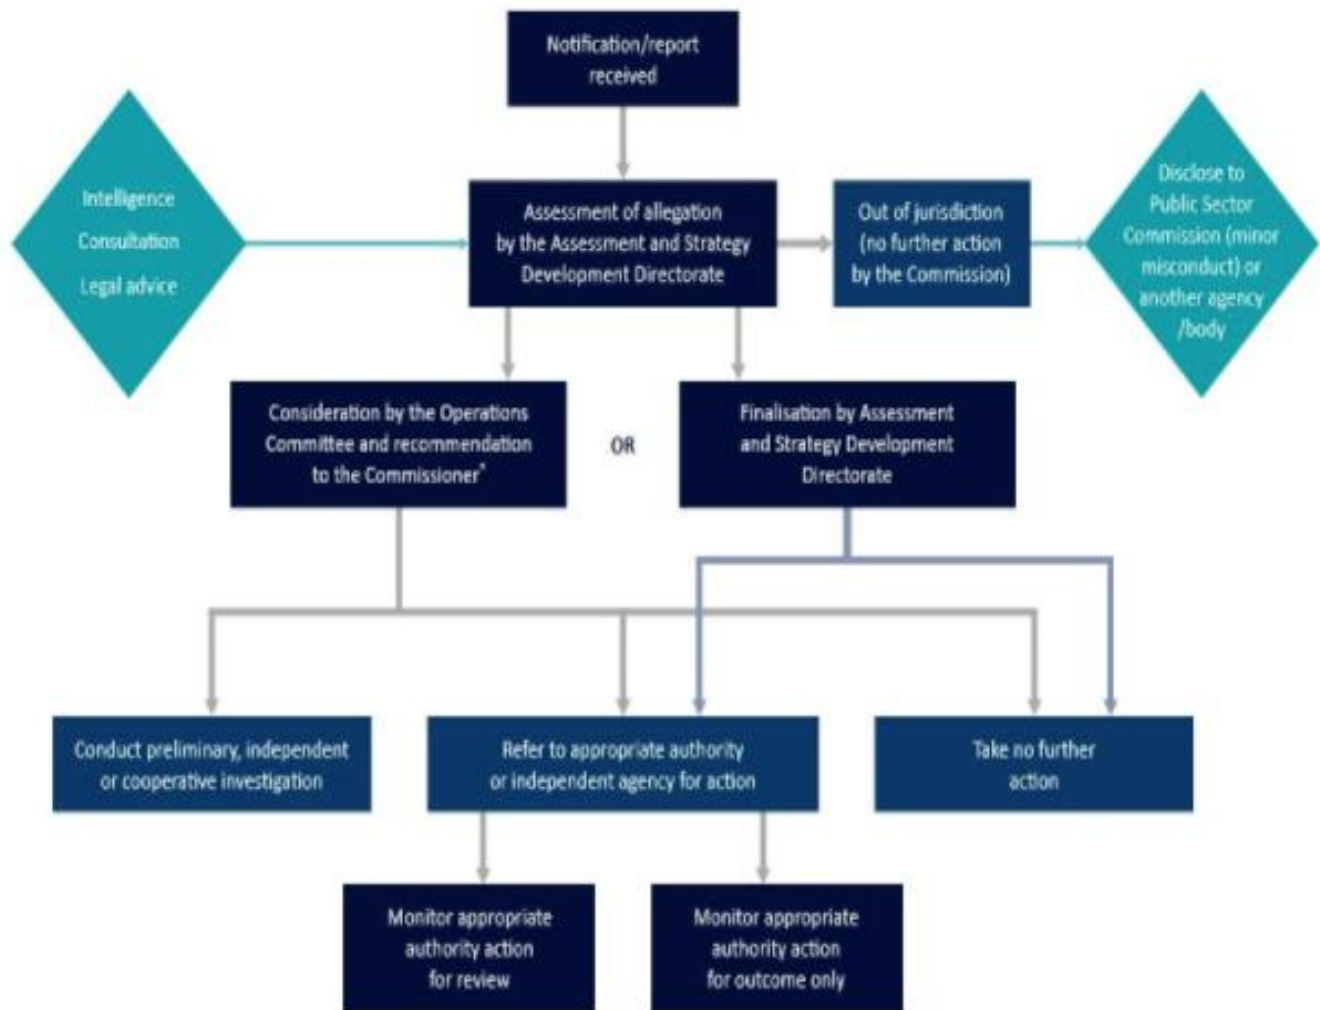 Notification/report
received
Intelligence
Consultation
Legal advice
Assessment of allegation
by the Assessment and Strategy
Development Directorate
Out of jurisdiction
(no further action
by the Commission)
Disclose to
Public Sector
Commission (minor
misconduct) or
another agency
/body
Consideration by the Operations
Committee and recommendation
to the Commissioner*
OR
Finalisation by Assessment
and Strategy Development
Directorate
Conduct preliminary, independent
or cooperative investigation
Refer to appropriate authority
or independent agency for action
Take no further
action
Monitor appropriate
authority action
for review
Monitor appropriate
authority action
for outcome only